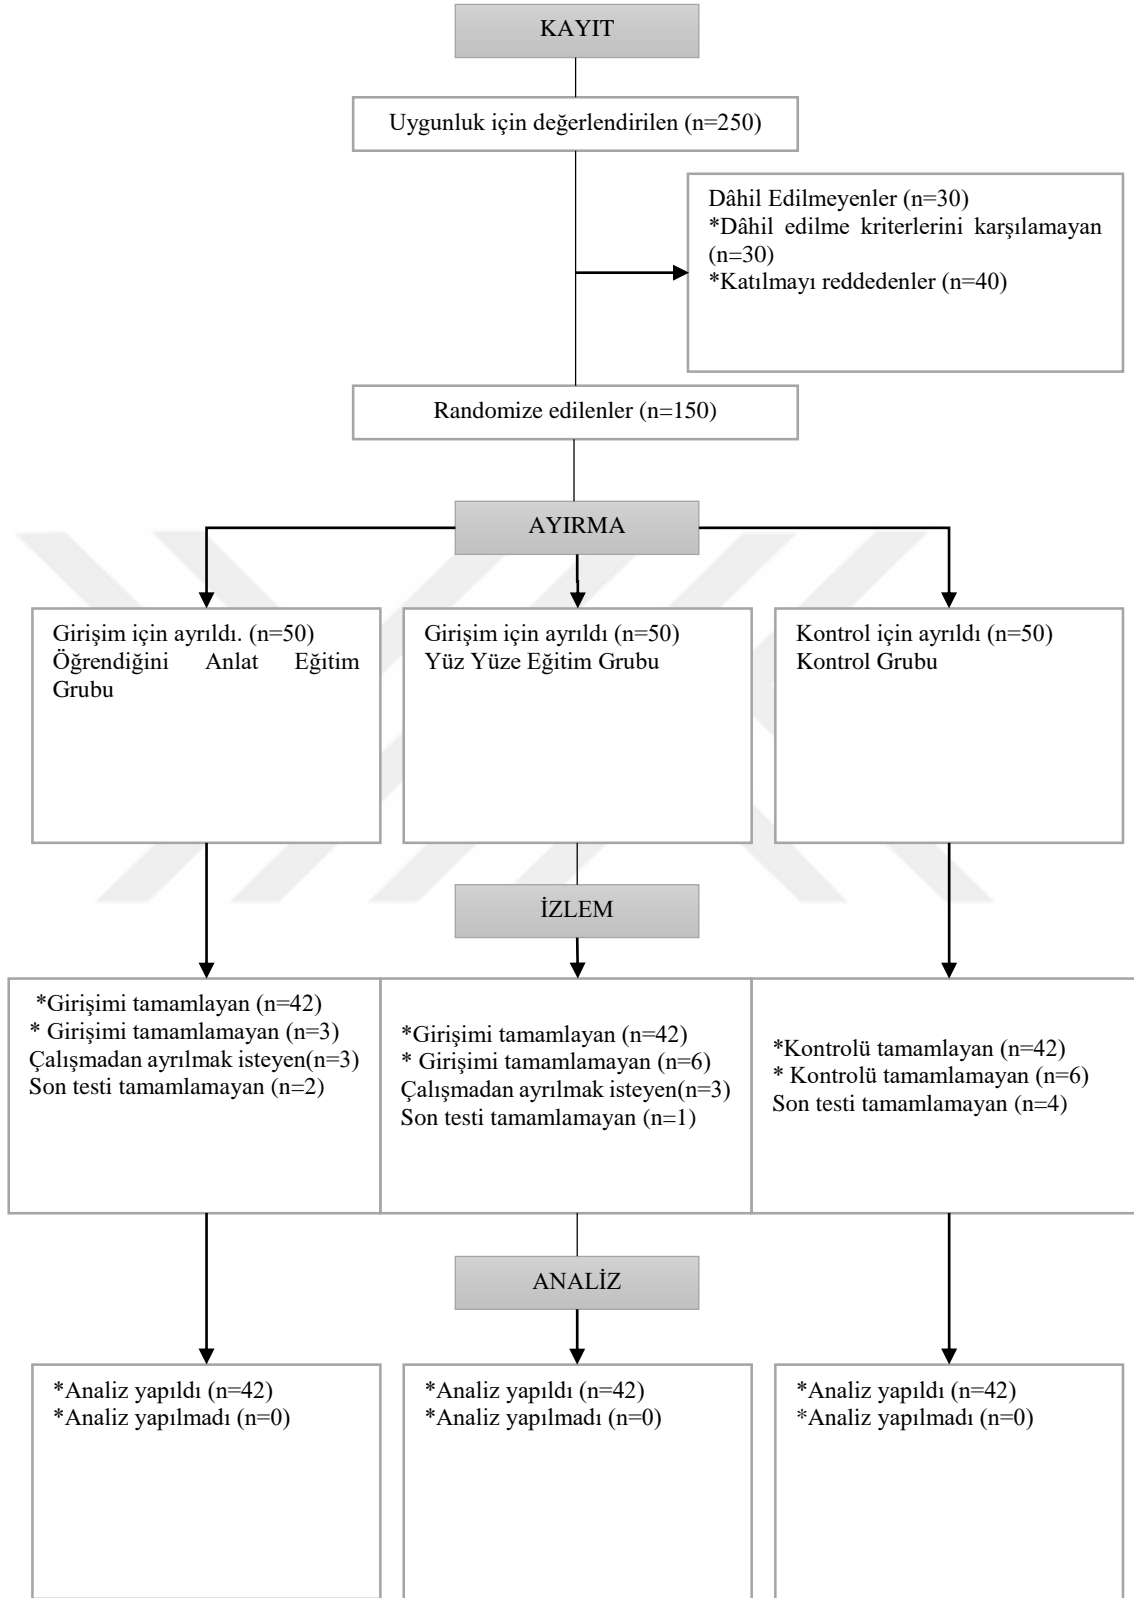 KAYIT
Uygunluk için değerlendirilen (n=250)
Dâhil Edilmeyenler (n=30)
*Dâhil edilme kriterlerini karşılamayan
(n=30)
*Katılmayı reddedenler (n=40)
Randomize edilenler (n=150)
AYIRMA
Girişim için ayrıldı. (n=50)
Öğrendiğini Anlat Eğitim
Grubu
Girişim için ayrıldı (n=50)
Yüz Yüze Eğitim Grubu
Kontrol için ayrıldı (n=50)
Kontrol Grubu
İZLEM
*Girişimi tamamlayan (n=42)
* Girişimi tamamlamayan (n=3)
Çalışmadan ayrılmak isteyen(n=3)
Son testi tamamlamayan (n=2)
*Girişimi tamamlayan (n=42)
* Girişimi tamamlamayan (n=6)
Çalışmadan ayrılmak isteyen(n=3)
Son testi tamamlamayan (n=1)
*Kontrolü tamamlayan (n=42)
* Kontrolü tamamlamayan (n=6)
Son testi tamamlamayan (n=4)
ANALİZ
*Analiz yapıldı (n=42)
*Analiz yapılmadı (n=0)
*Analiz yapıldı (n=42)
*Analiz yapılmadı (n=0)
*Analiz yapıldı (n=42)
*Analiz yapılmadı (n=0)